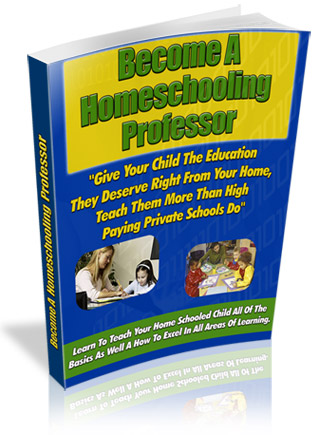 Become A
Homeschooling
Professor
"Give Your Child The Education
They Deserve Right From Your Home,
Teach Them More Than High
Paying Private Schools Do"
Learn To Teach Your Home Schooled Child All Of The
Basics As Well A How To Excel In All Areas Of Learning.
Become A Homeschooling Professor